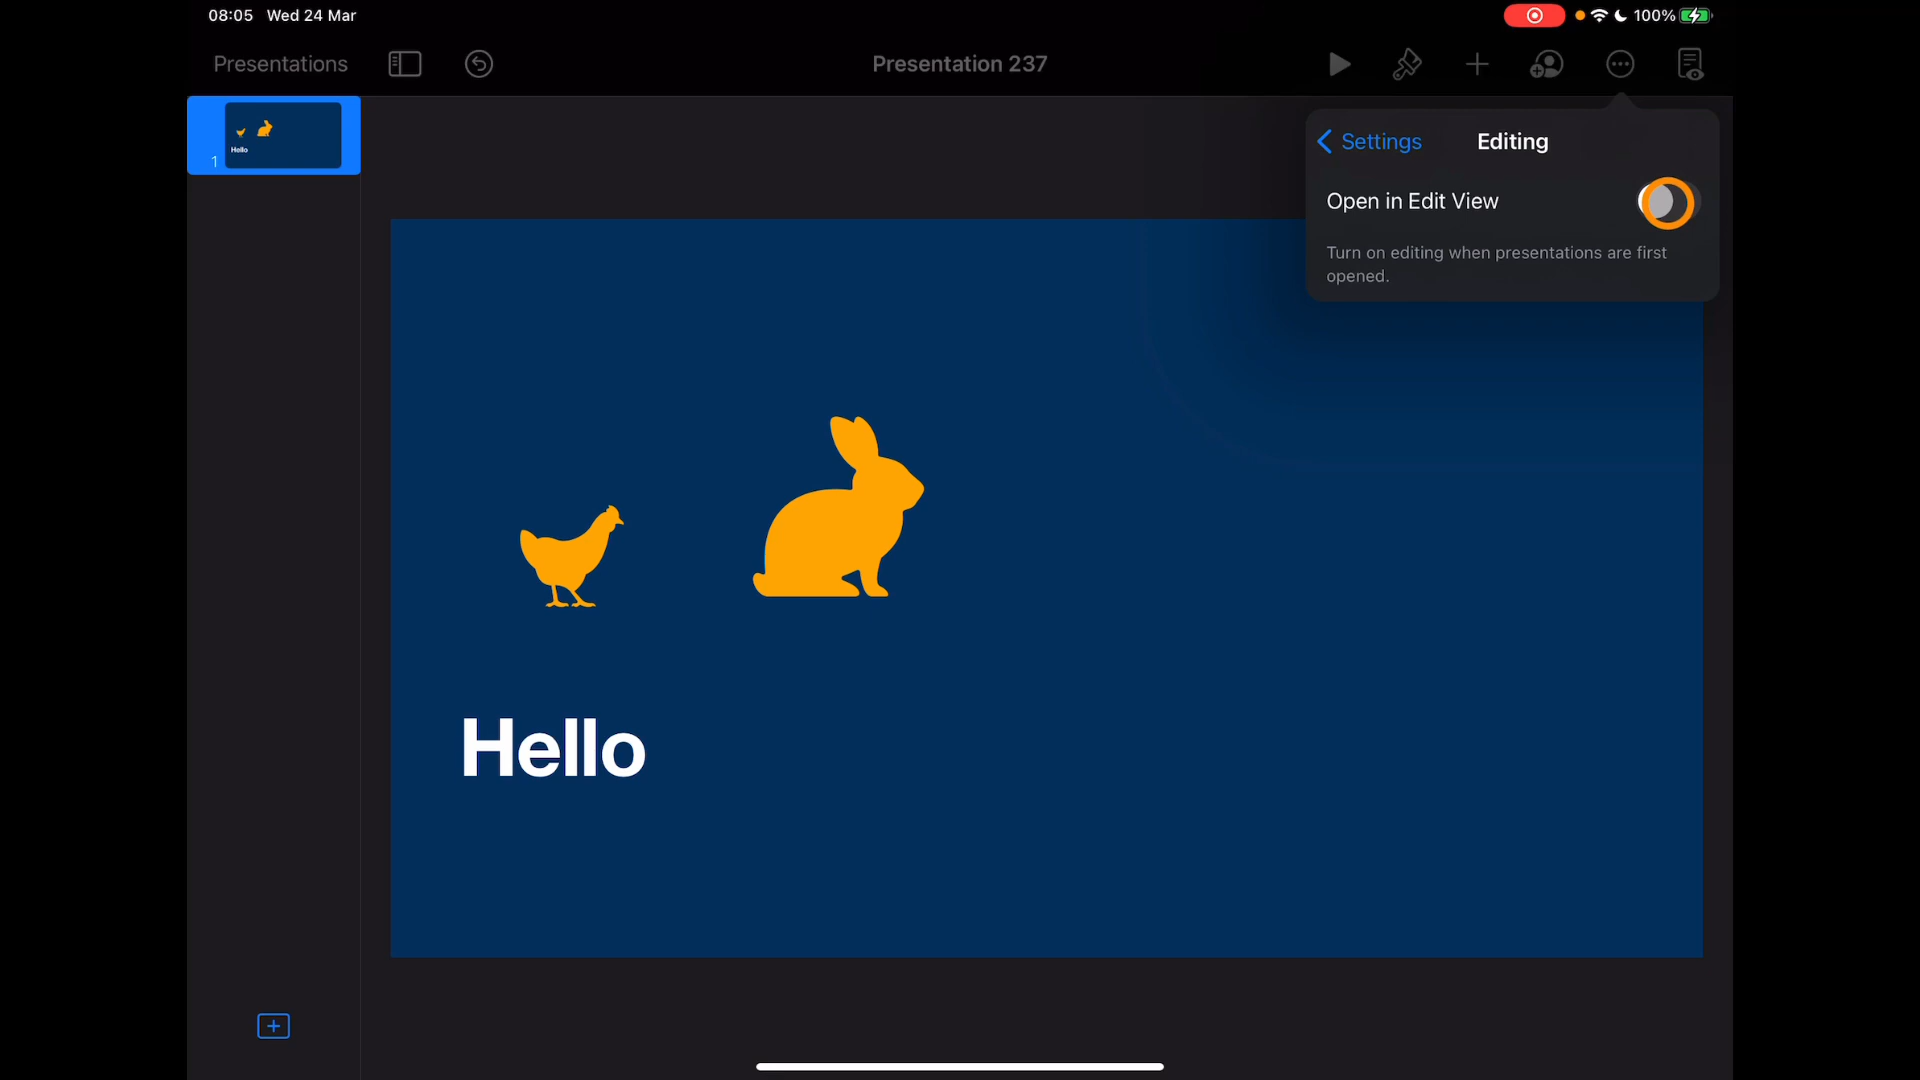 08:05 Wed 24 Mar
100%
Presentations
Presentation 237
Settings
Editing
Open in Edit View
Turn on editing when presentations are first
opened.
Hello
1
Hello